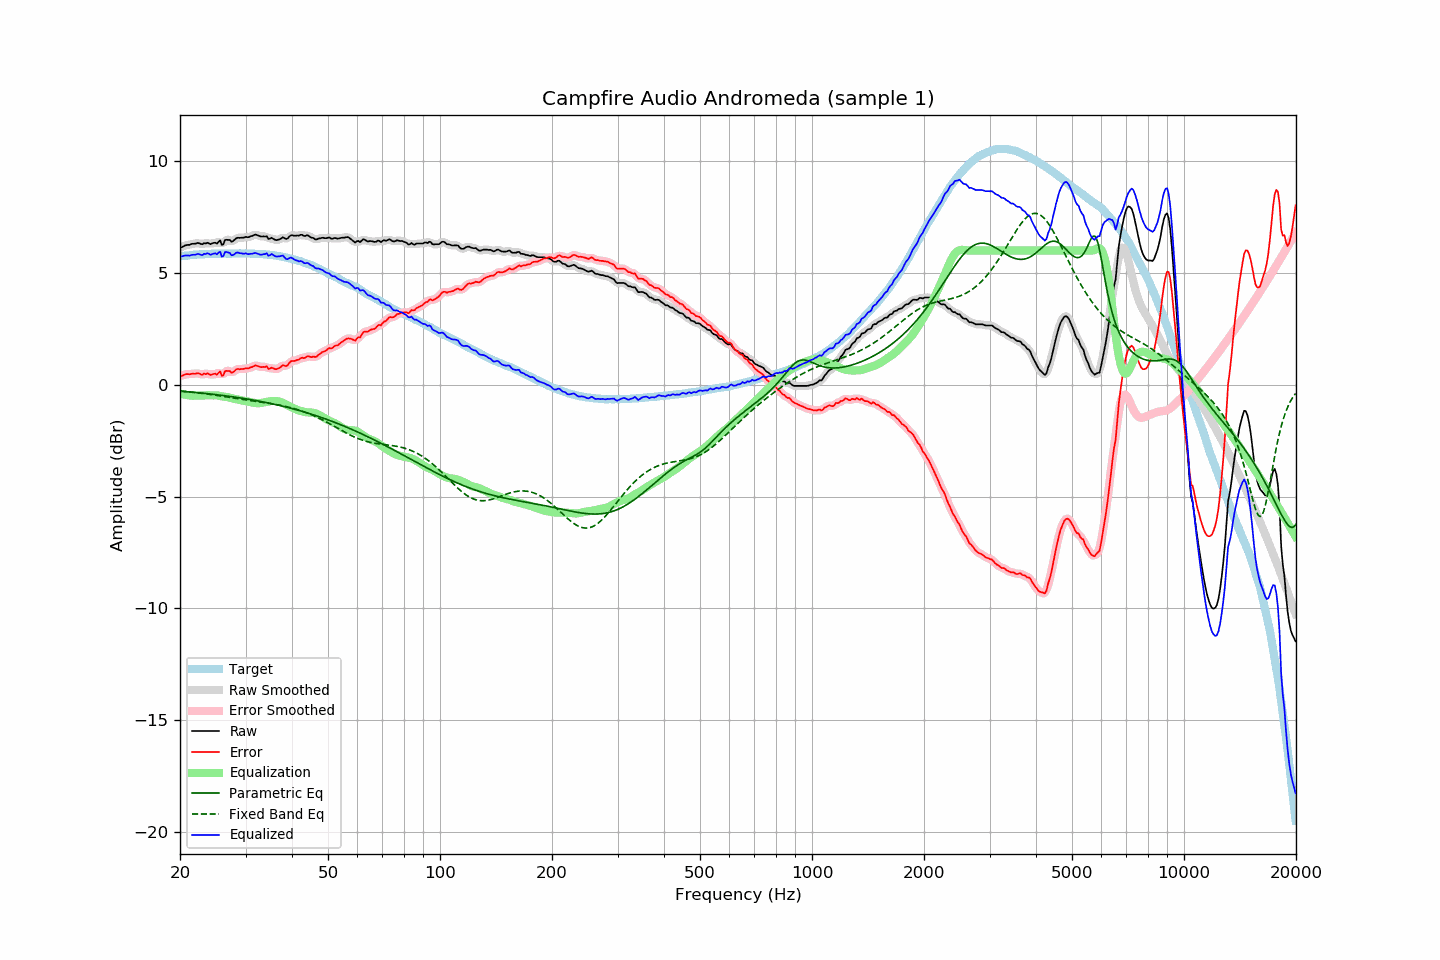 Campfire Audio Andromeda (sample 1)
Amplitude (dBr)
10
5
0
−5
−10
−15
−20
Target
Raw Smoothed
Error Smoothed
Raw
Error
Equalization
Parametric Eq
Fixed Band Eq
Equalized
20 50 100 200 500 1000 2000 5000 10000 20000
Frequency (Hz)